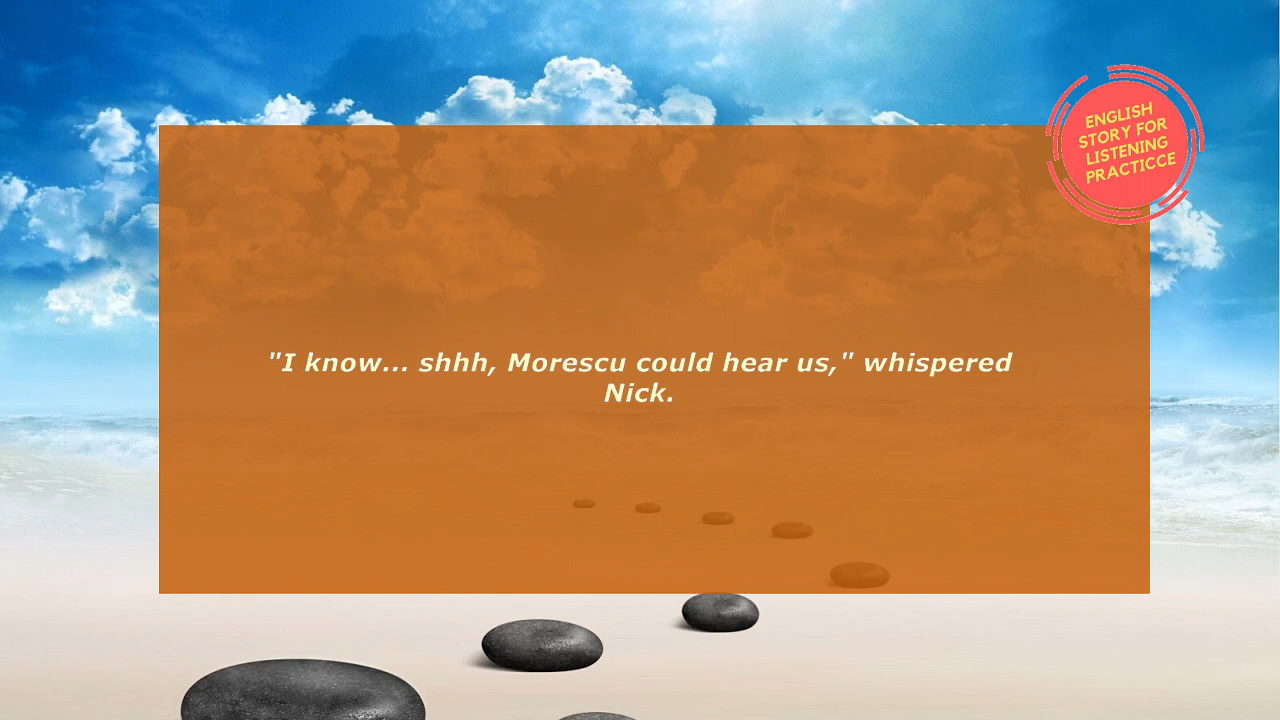 ENGLISH
STORY FOR
LISTENING
PRACTICCE
"I know... shhh, Morescu could hear us," whispered
Nick.